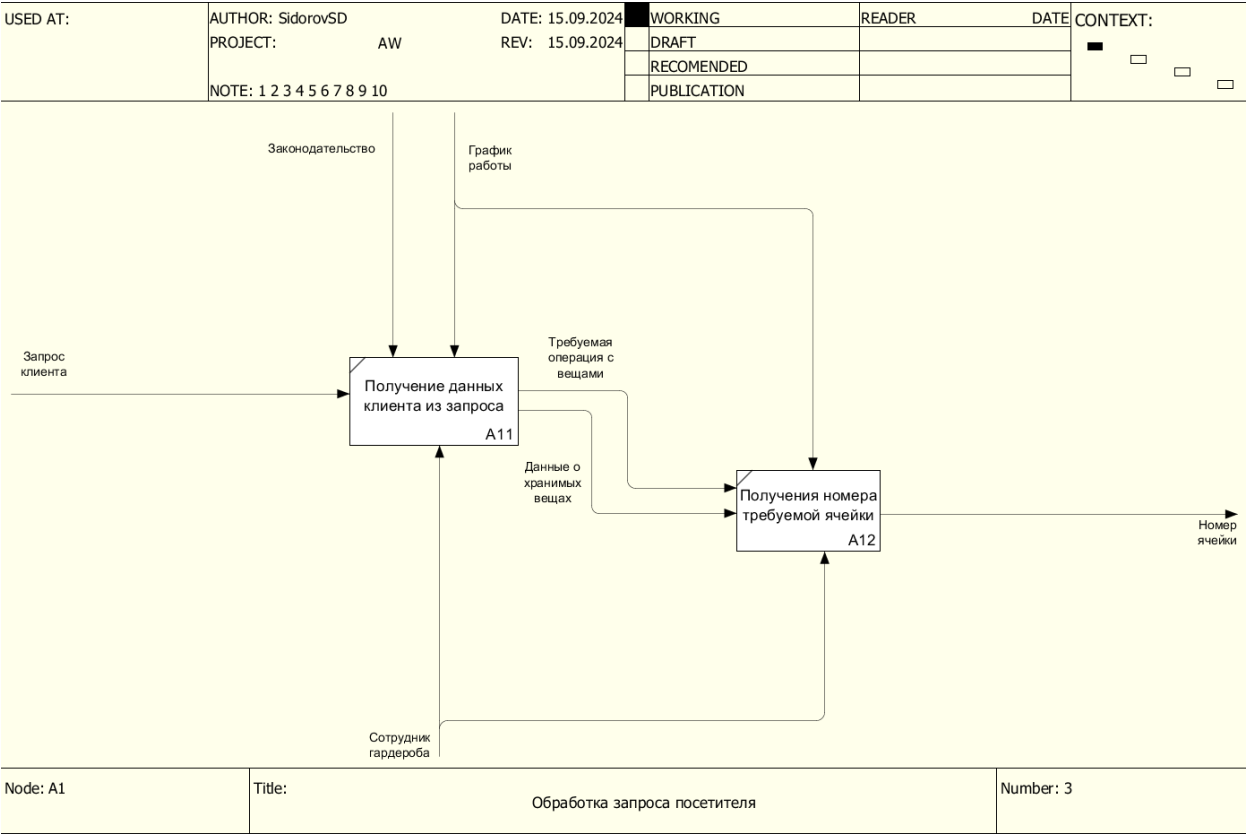 USED AT:
AUTHOR: SidorovSD
DATE: 15.09.2024
PROJECT: AW
REV: 15.09.2024
NOTE: 1 2 3 4 5 6 7 8 9 10
WORKING
DRAFT
RECOMENDED
PUBLICATION
READER DATE
CONTEXT:
Законодательство
График
работы
Запрос
клиента
Получение данных
клиента из запроса
A11
Требуемая
операция с
вещами
Данные о
хранимых
вещах
Получения номера
требуемой ячейки
A12
Номер
ячейки
Сотрудник
гардероба
Node: A1
Title:
Обработка запроса посетителя
Number: 3